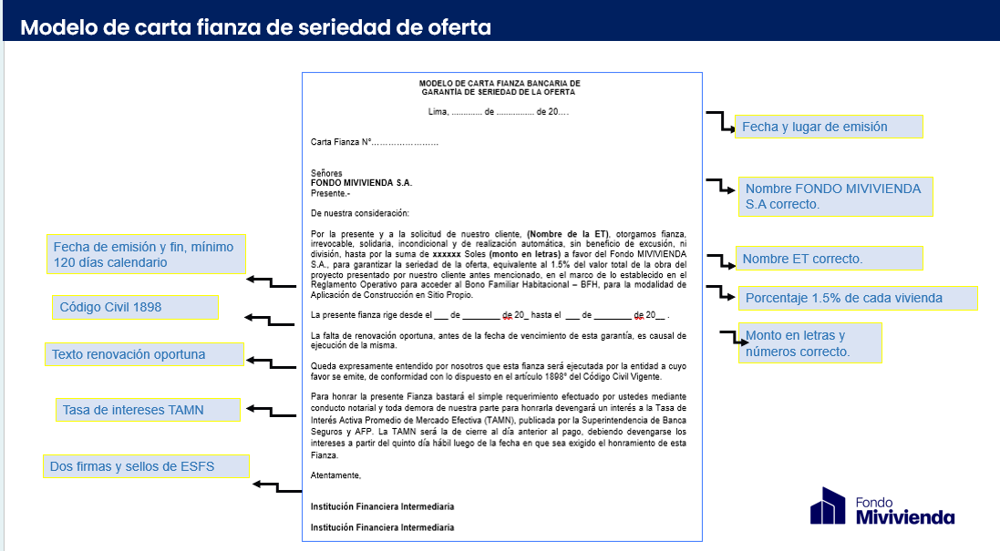 Modelo de carta fianza de seriedad de oferta
MODELO DE CARTA FIANZA BANCARIA DE
GARANTÍA DE SERIEDAD DE LA OFERTA
Lima, ............. de ................ de 20....
Carta Fianza N°........................
Señores
FONDO MIVIVIENDA S.A.
Presente.-
De nuestra consideración:
Por la presente y a la solicitud de nuestro cliente, (Nombre de la ET), otorgamos fianza,
irrevocable, solidaria, incondicional y de realización automática, sin beneficio de excusión, ni
división, hasta por la suma de xxxxxx Soles (monto en letras) a favor del Fondo MIVIVIENDA
S.A., para garantizar la seriedad de la oferta, equivalente al 1.5% del valor total de la obra del
proyecto presentado por nuestro cliente antes mencionado, en el marco de lo establecido en el
Reglamento Operativo para acceder al Bono Familiar Habitacional – BFH, para la modalidad de
Aplicación de Construcción en Sitio Propio.
La presente fianza rige desde el ___ de ________ de 20_ hasta el ___ de ________ de 20__ .
La falta de renovación oportuna, antes de la fecha de vencimiento de esta garantía, es causal de
ejecución de la misma.
Queda expresamente entendido por nosotros que esta fianza será ejecutada por la entidad a cuyo
favor se emite, de conformidad con lo dispuesto en el artículo 1898° del Código Civil Vigente.
Para honrar la presente Fianza bastará el simple requerimiento efectuado por ustedes mediante
conducto notarial y toda demora de nuestra parte para honrarla devengará un interés a la Tasa de
Interés Activa Promedio de Mercado Efectiva (TAMN), publicada por la Superintendencia de Banca
Seguros y AFP. La TAMN será la de cierre al día anterior al pago, debiendo devengarse los
intereses a partir del quinto día hábil luego de la fecha en que sea exigido el honramiento de esta
Fianza.
Atentamente,
Institución Financiera Intermediaria
Institución Financiera Intermediaria
Fecha de emisión y fin, mínimo
120 días calendario
Código Civil 1898
Texto renovación oportuna
Tasa de intereses TAMN
Dos firmas y sellos de ESFS
Fecha y lugar de emisión
Nombre FONDO MIVIVIENDA
S.A correcto.
Nombre ET correcto.
Porcentaje 1.5% de cada vivienda
Monto en letras y
números correcto.
Fondo
Mivivienda